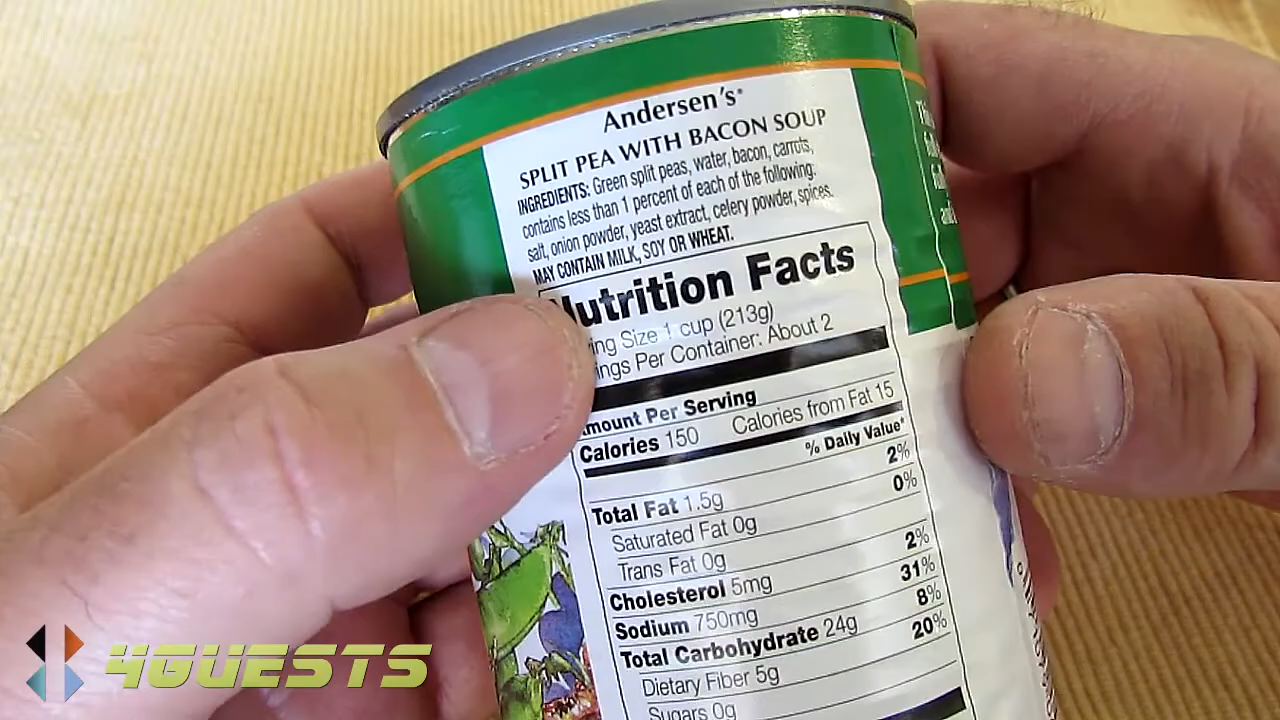 Andersen's®
SPLIT PEA WITH BACON SOUP
INGREDIENTS: Green split peas, water, bacon, carrots,
contains less than 1 percent of each of the following:
salt, onion powder, yeast extract, celery powder, spices.
MAY CONTAIN MILK, SOY OR WHEAT.
Nutrition Facts
ing Size 1 cup (213g)
ings Per Container: About 2
mount Per Serving
Calories 150 Calories from Fat 15
% Daily Value*
Total Fat 1.5g 2%
Saturated Fat 0g 0%
Trans Fat 0g
Cholesterol 5mg 2%
Sodium 750mg 31%
Total Carbohydrate 24g 8%
Dietary Fiber 5g 20%
Sugars 0g
4GUESTS